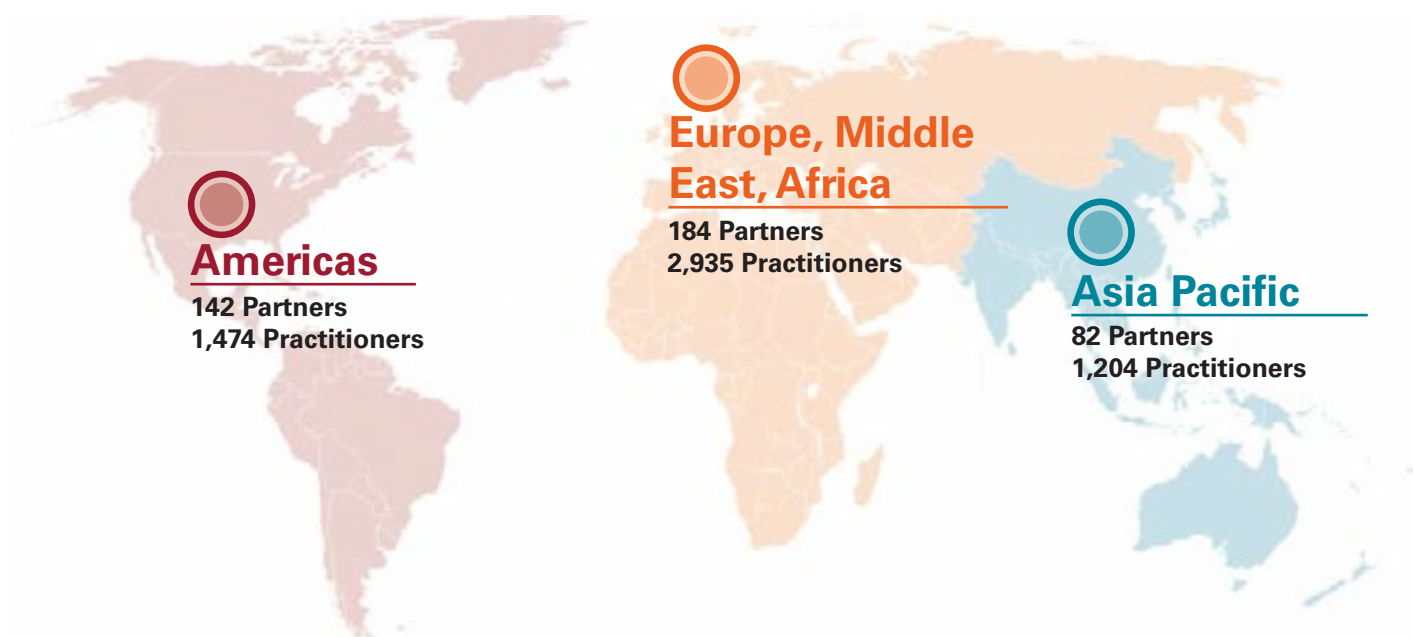 Americas
142 Partners
1,474 Practitioners
Europe, Middle
East, Africa
184 Partners
2,935 Practitioners
Asia Pacific
82 Partners
1,204 Practitioners